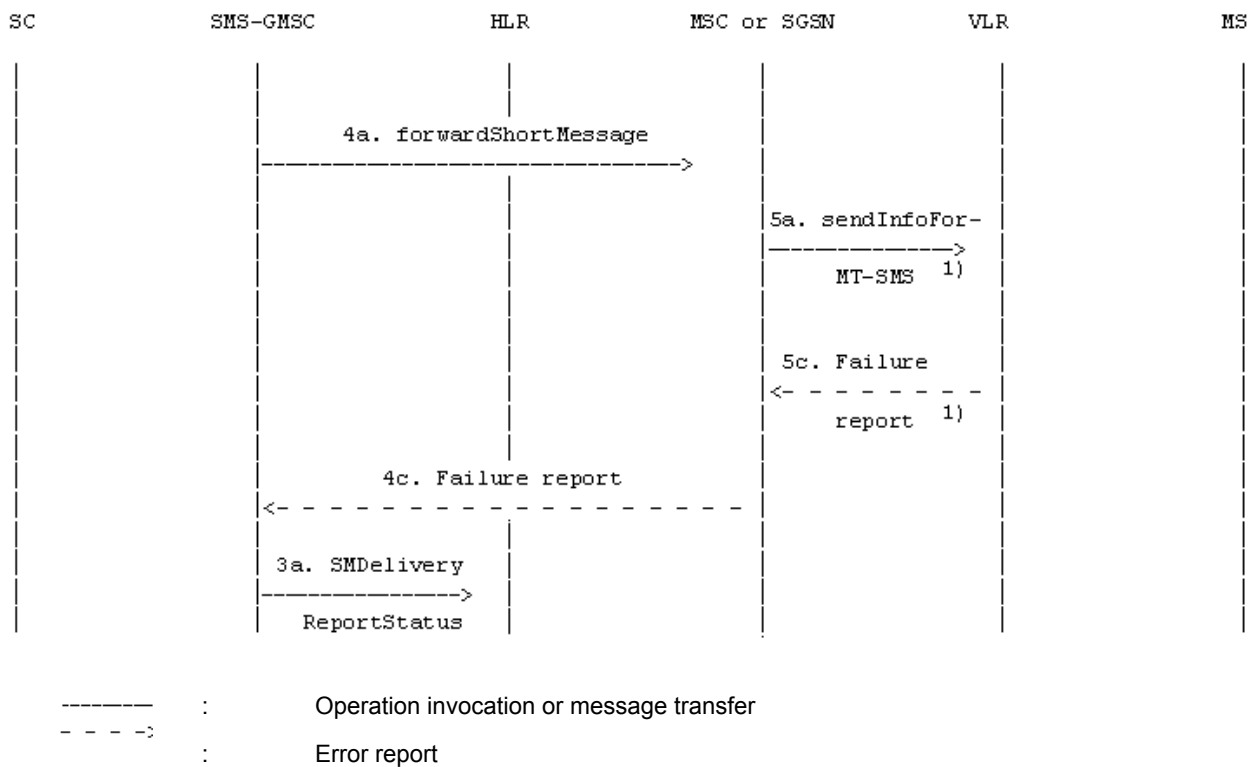 SC SMS-GMSC HLR MSC or SGSN VLR MS
4a. forwardShortMessage
5a. sendInfoFor-
MT-SMS 1)
5c. Failure
report 1)
4c. Failure report
3a. SMDelivery
ReportStatus
: Operation invocation or message transfer
: Error report